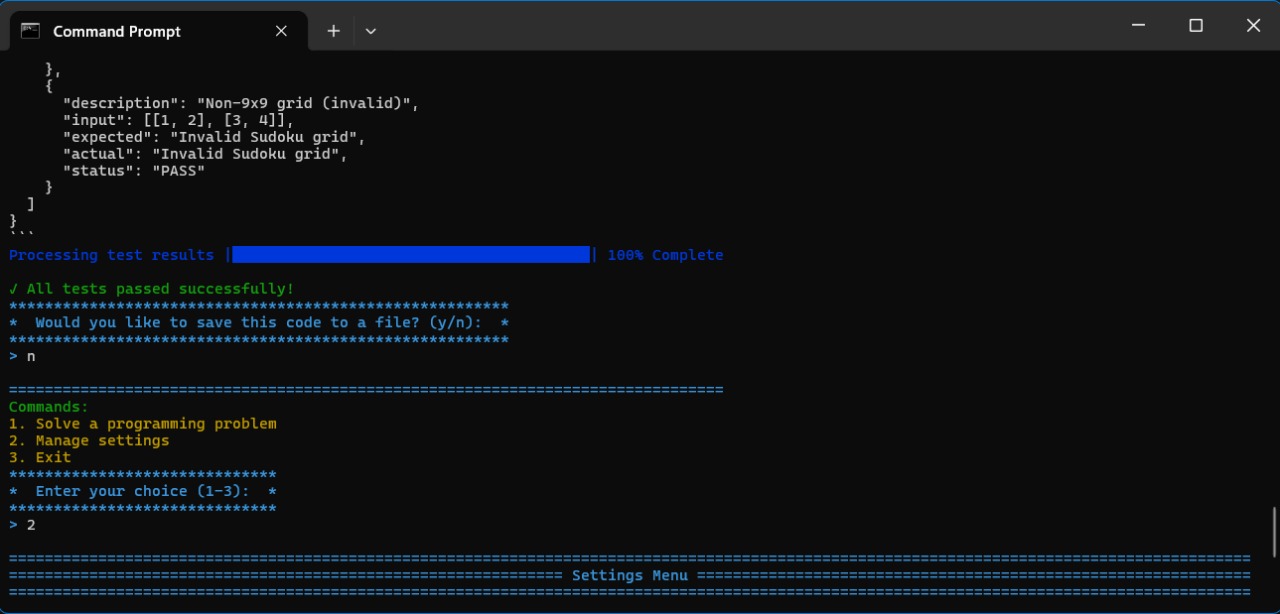 Command Prompt
},
{
"description": "Non-9x9 grid (invalid)",
"input": [[1, 2], [3, 4]],
"expected": "Invalid Sudoku grid",
"actual": "Invalid Sudoku grid",
"status": "PASS"
}
]
}
```
Processing test results |████████████████████████████████████████| 100% Complete
✓ All tests passed successfully!
********************************************************
*  Would you like to save this code to a file? (y/n):  *
********************************************************
> n
================================================================================
Commands:
1. Solve a programming problem
2. Manage settings
3. Exit
******************************
*  Enter your choice (1-3):  *
******************************
> 2
===========================================================================================================================================
============================================================== Settings Menu ==============================================================
===========================================================================================================================================